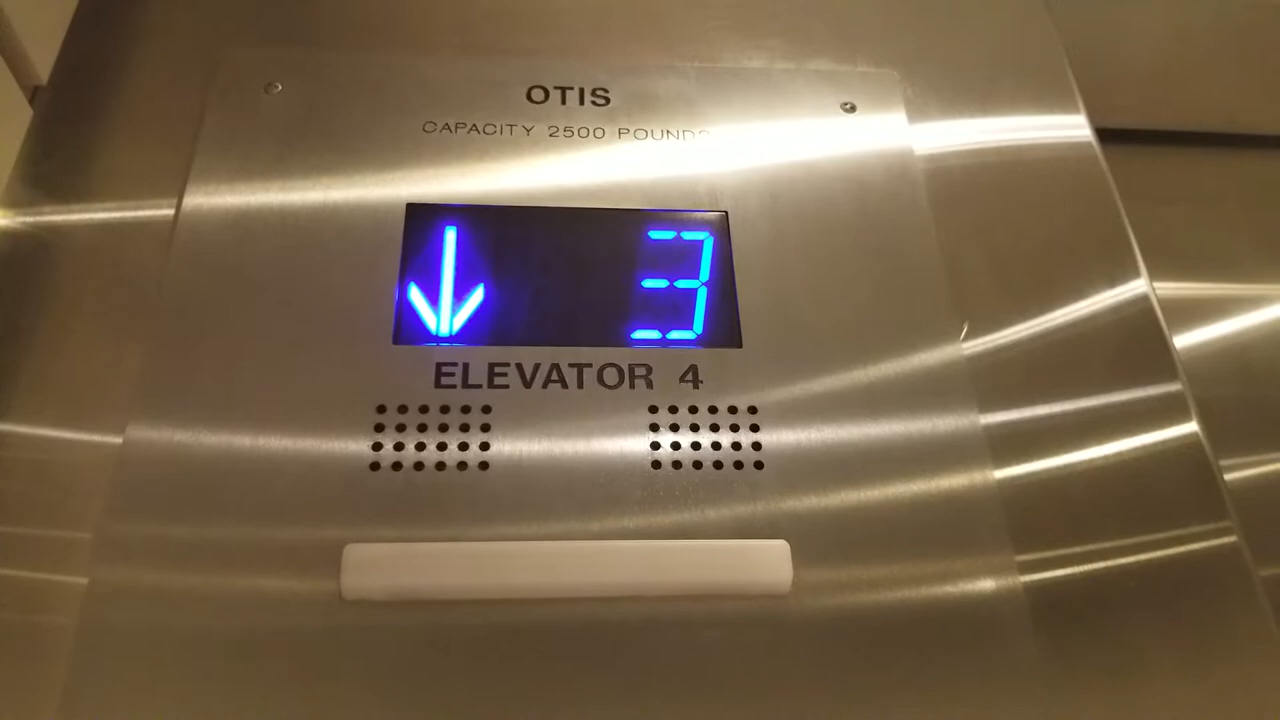 OTIS
CAPACITY 2500 POUNDS
↓ 3
ELEVATOR 4